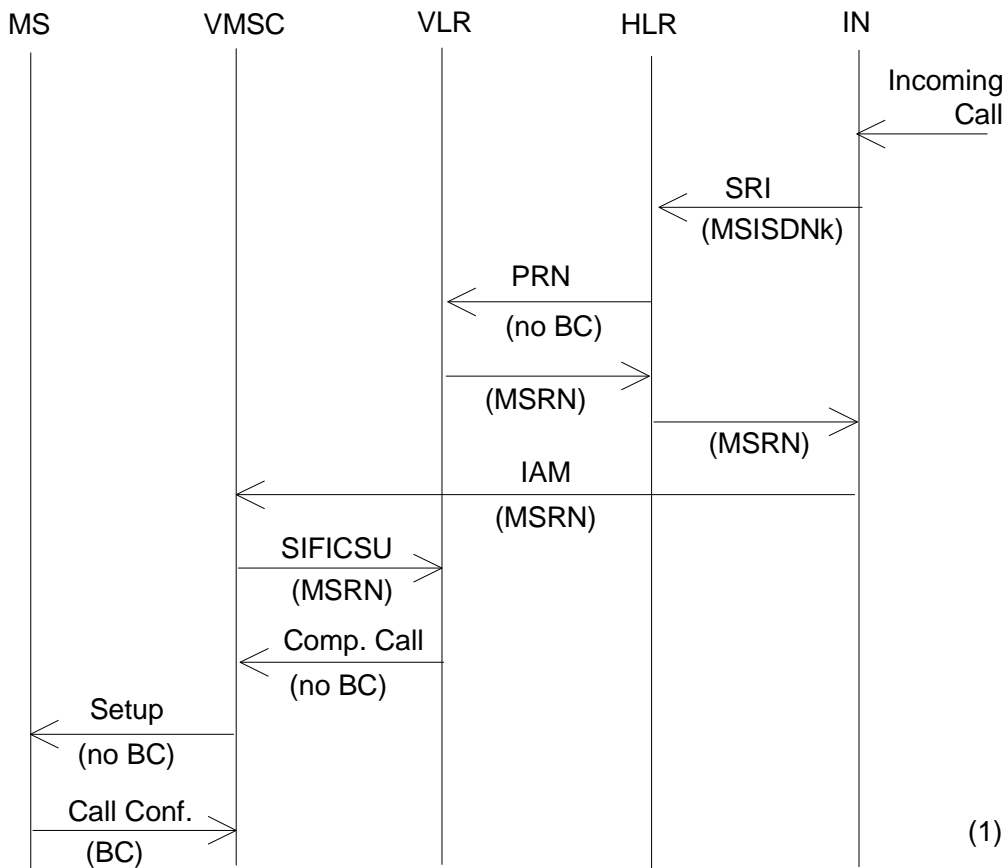 MS VMSC VLR HLR IN
Incoming
Call
SRI
(MSISDNk)
PRN
(no BC)
(MSRN)
(MSRN)
IAM
(MSRN)
SIFICSU
(MSRN)
Comp. Call
(no BC)
Setup
(no BC)
Call Conf.
(BC)
(1)